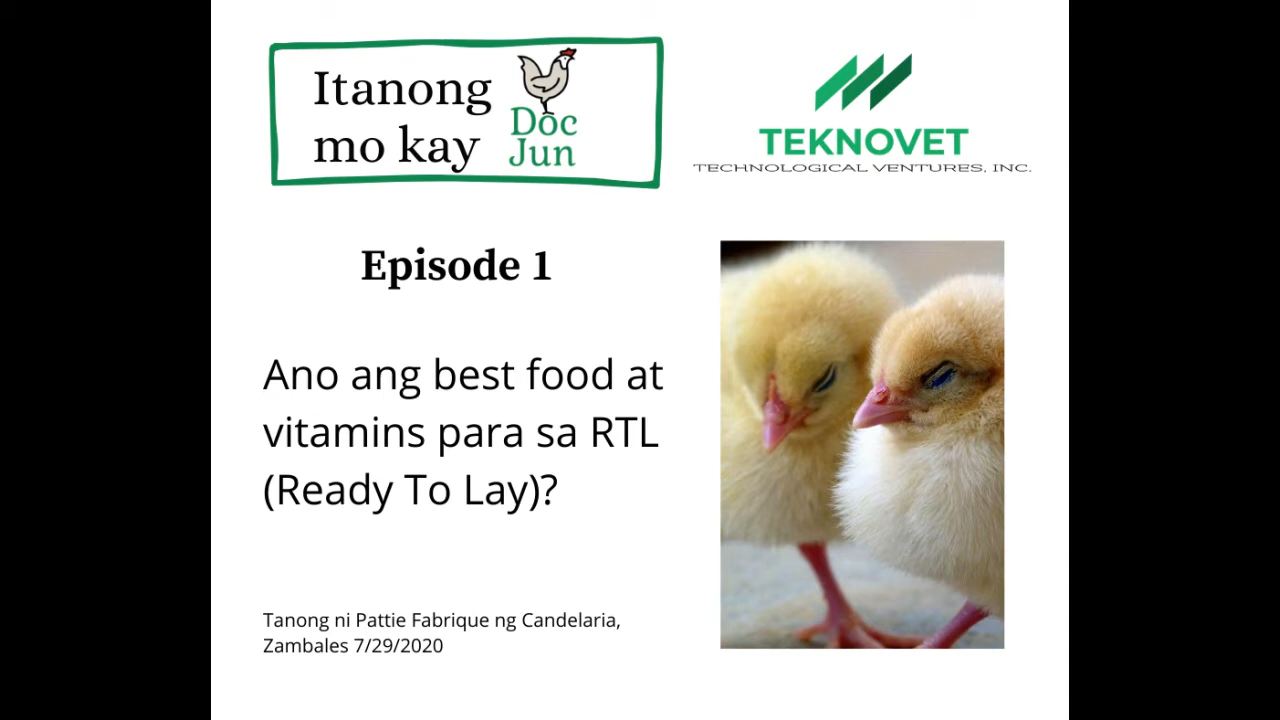 Itanong
mo kay
Doc
Jun
TEKNOVET
TECHNOLOGICAL VENTURES, INC.
Episode 1
Ano ang best food at
vitamins para sa RTL
(Ready To Lay)?
Tanong ni Pattie Fabrique ng Candelaria,
Zambales 7/29/2020